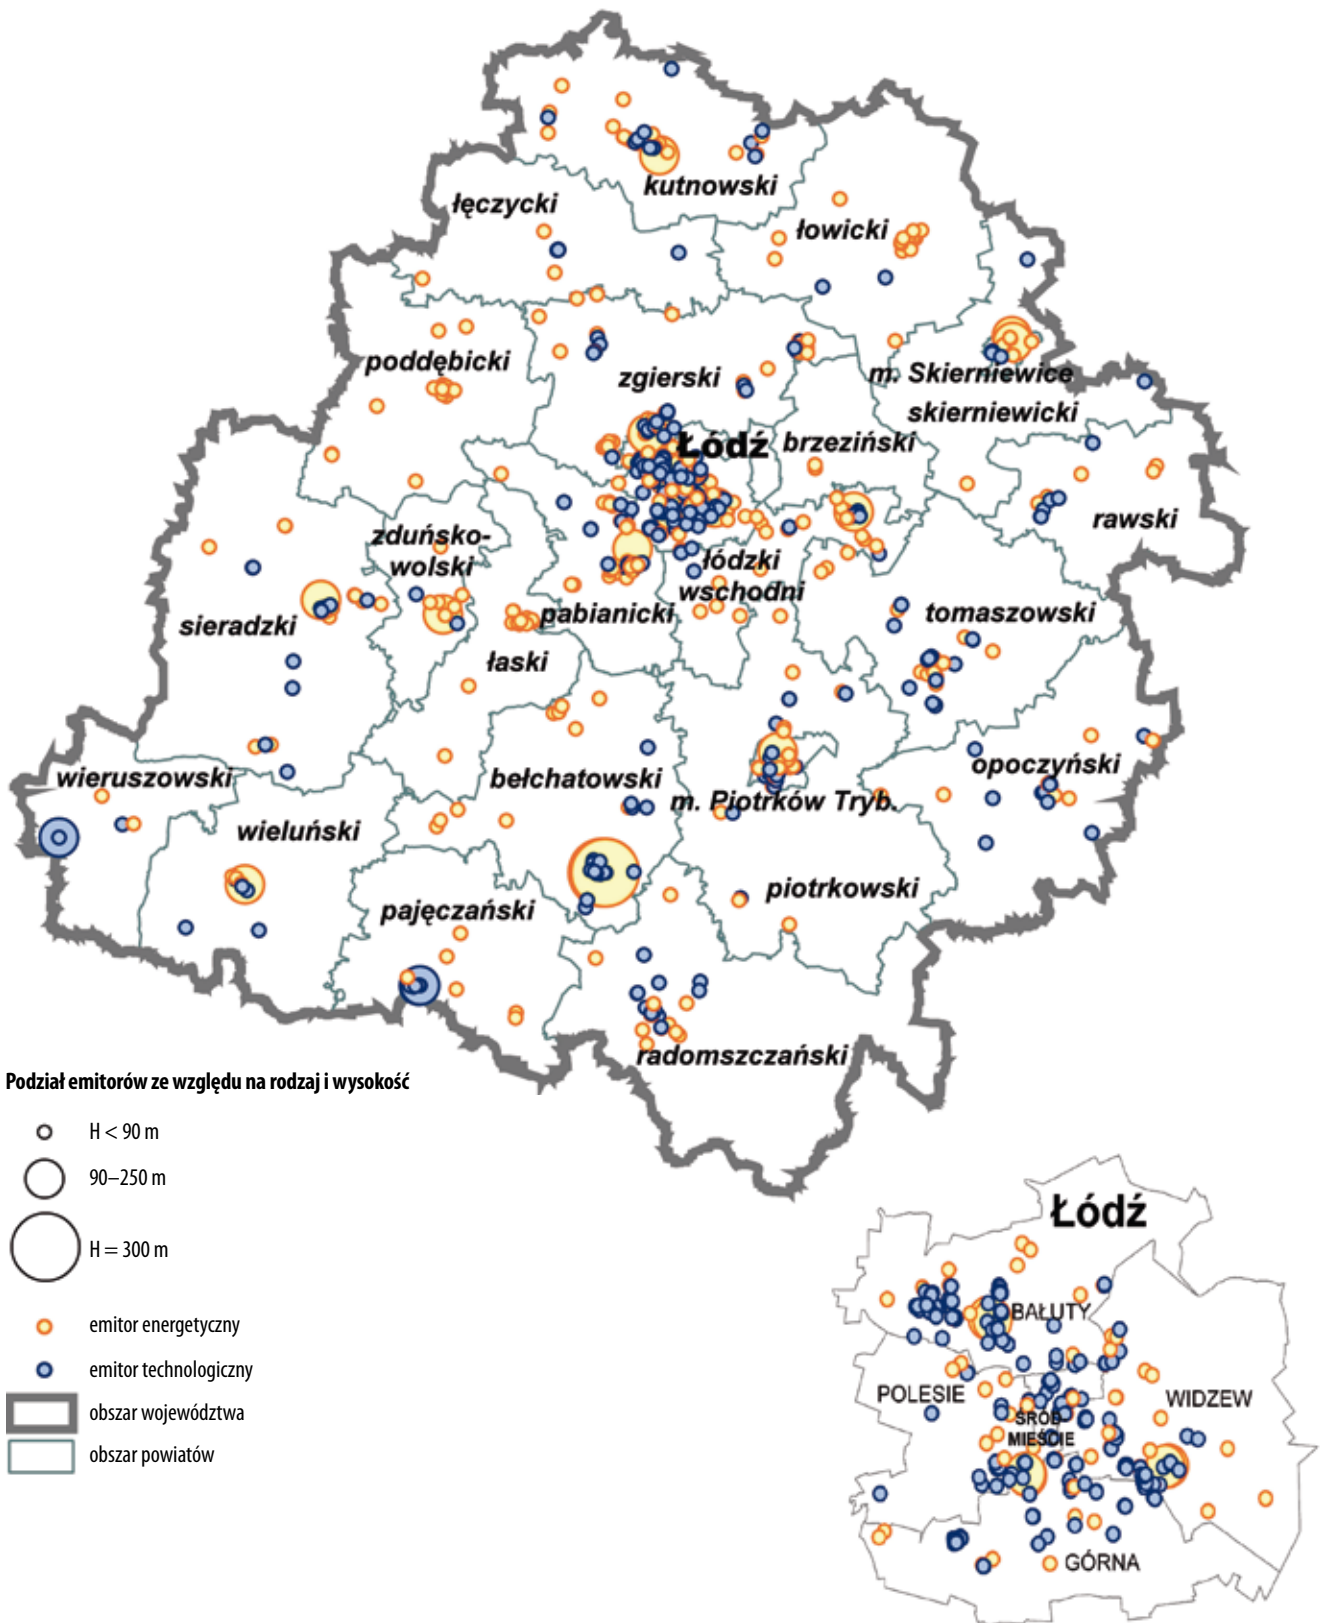 kutnowski
łęczycki
łowicki
poddębicki
zgierski
m. Skierniewice
skierniewicki
Łódź
brzeziński
rawski
zduńsko-
wolski
łódzki
wschodni
sieradzki
pabianicki
tomaszowski
łaski
wieruszowski
bełchatowski
opoczyński
m. Piotrków Tryb.
wieluński
piotrkowski
pajęczański
radomszczański
Podział emitorów ze względu na rodzaj i wysokość
H < 90 m
90–250 m
H = 300 m
emitor energetyczny
emitor technologiczny
obszar województwa
obszar powiatów
Łódź
BAŁUTY
POLESIE
WIDZEW
ŚRÓD
MIEŚCIE
GÓRNA